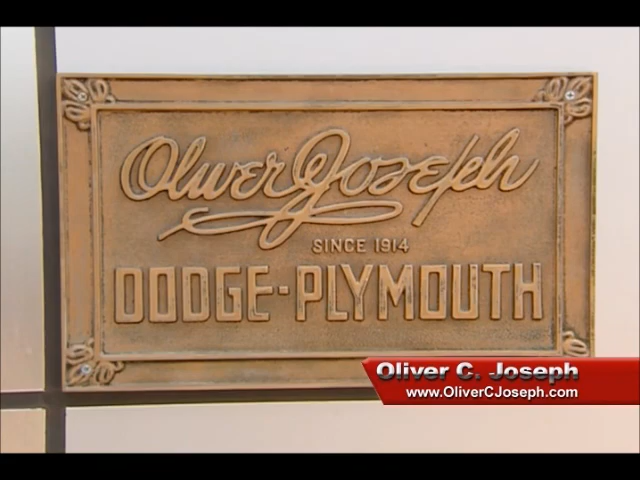 Oliver Joseph
SINCE 1914
DODGE-PLYMOUTH
Oliver C. Joseph
www.OliverCJoseph.com